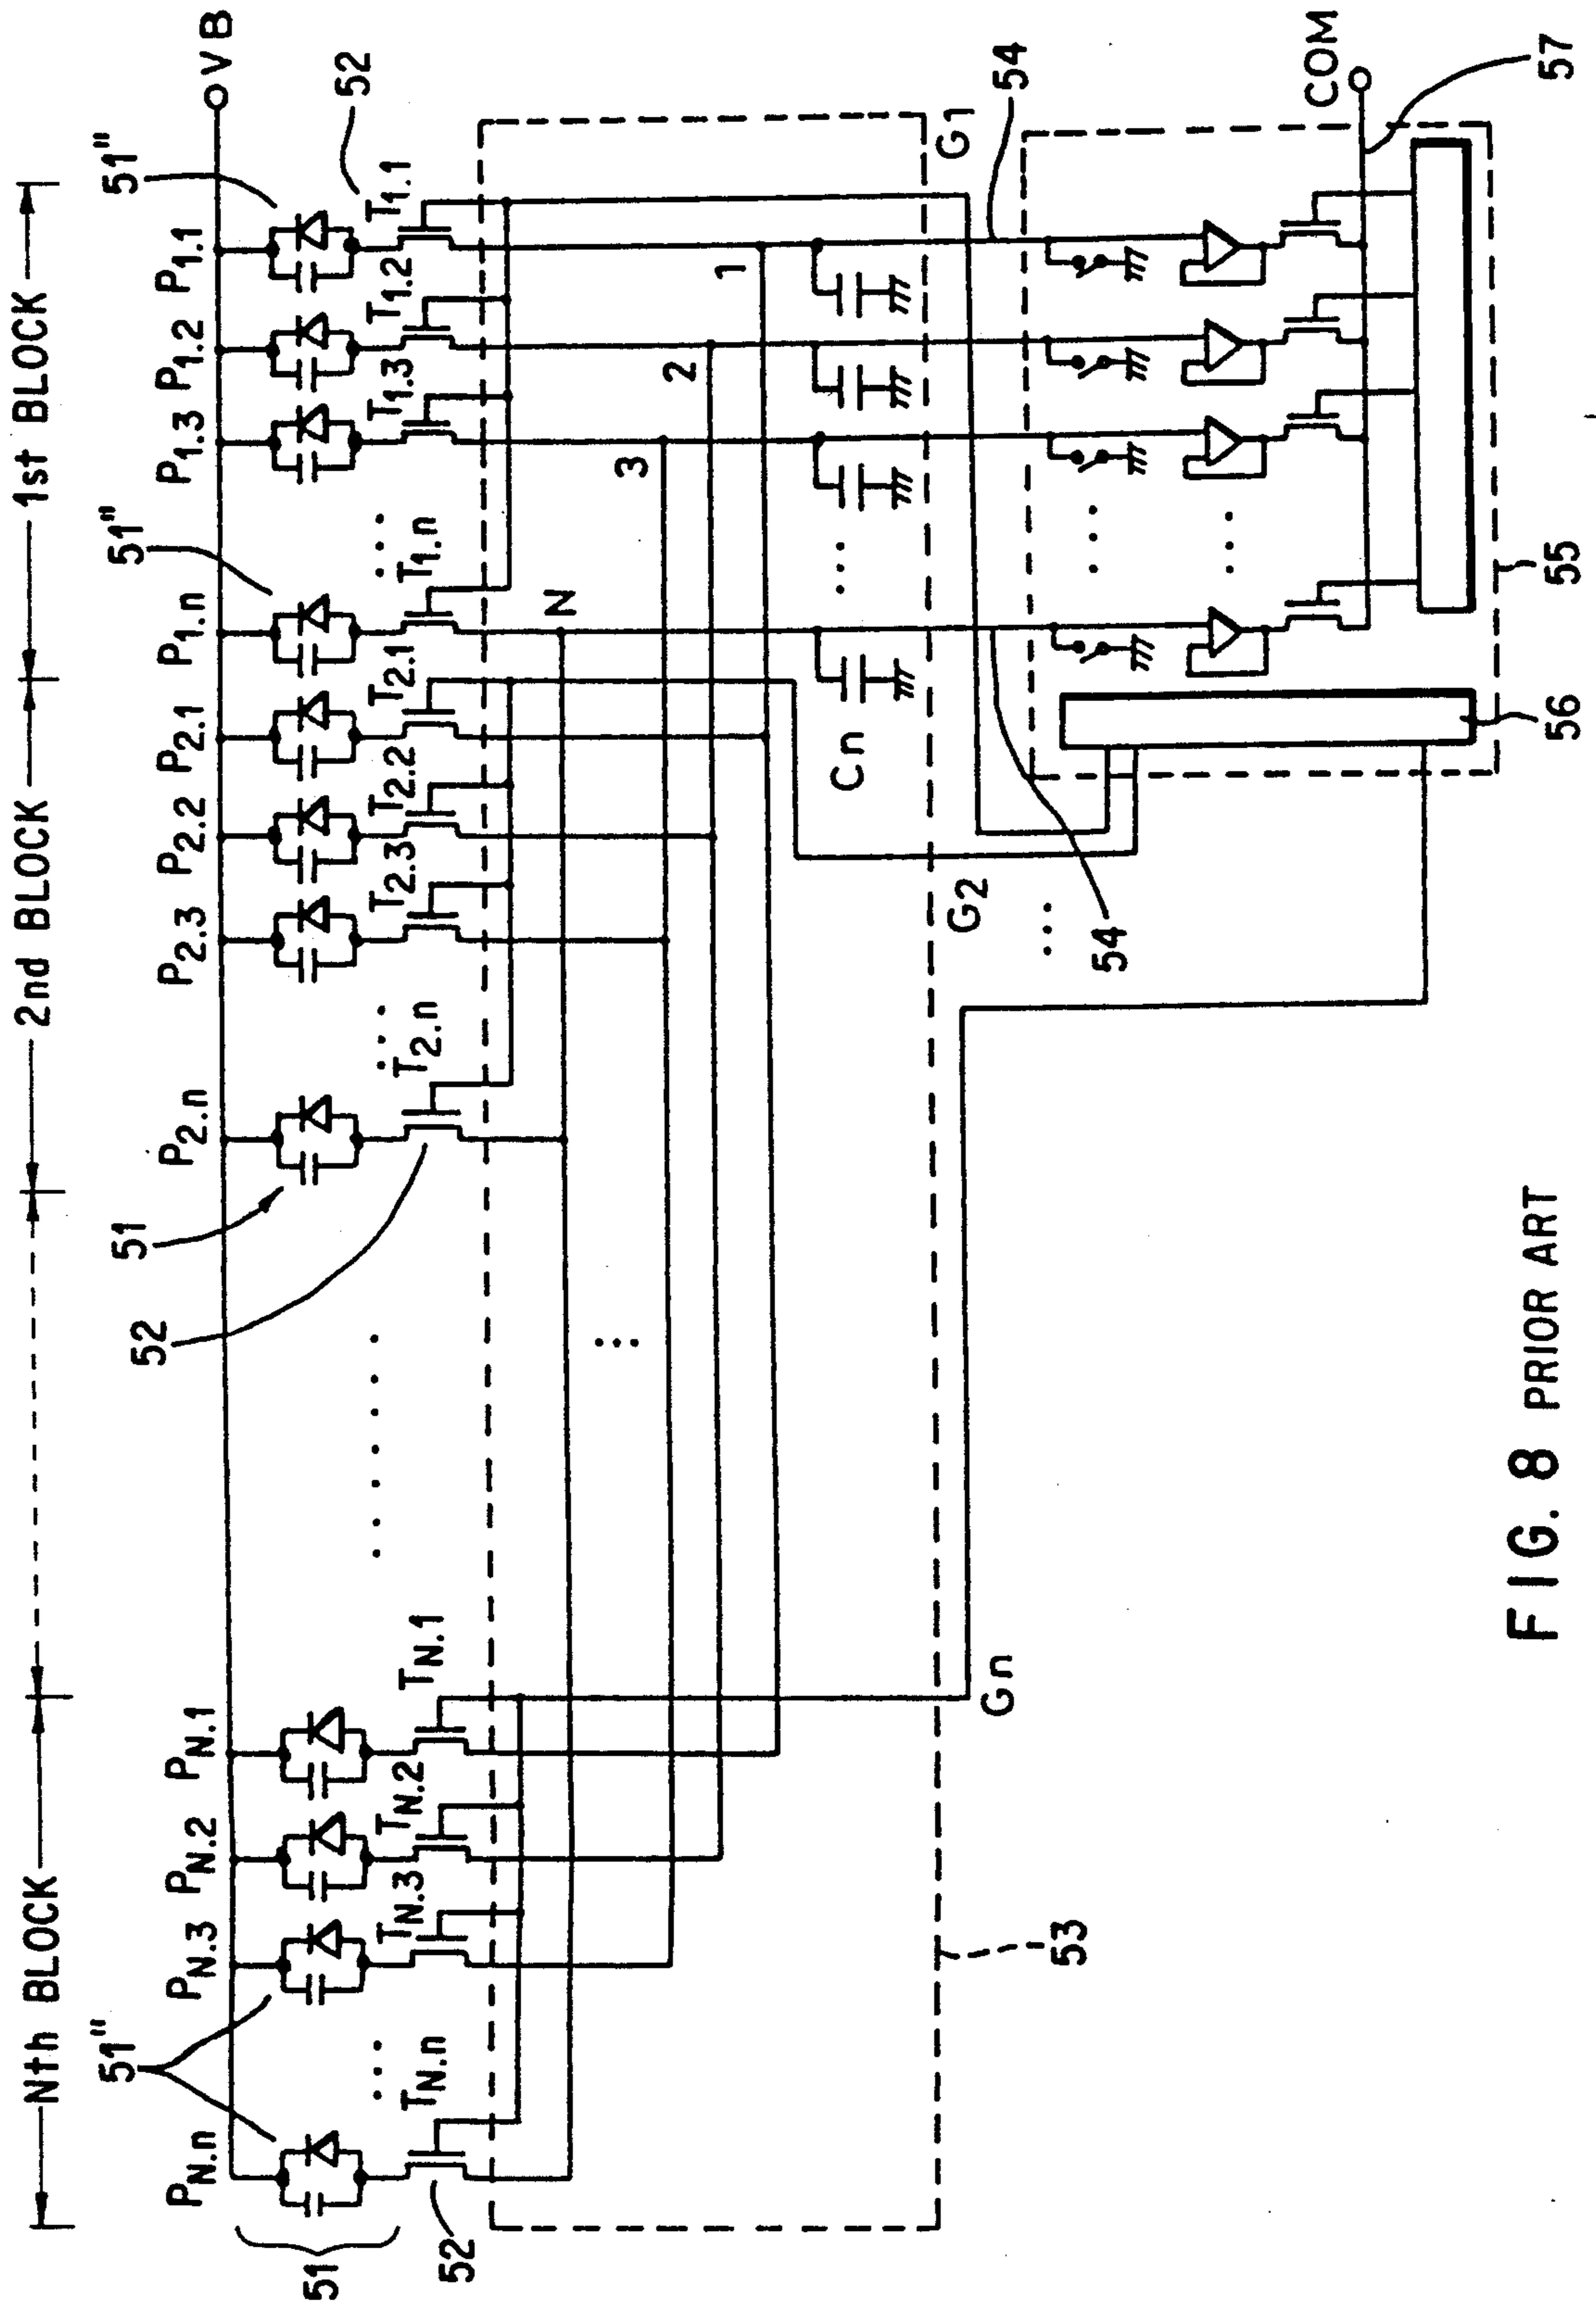 Nth BLOCK
2nd BLOCK
1st BLOCK
VB
51"
51
51"
51"
52
PN.n
PN.3
PN.2
PN.1
P2.n
P2.3
P2.2
P2.1
P1.n
P1.3
P1.2
P1.1
51
52
52
TN.n
TN.3
TN.2
TN.1
T2.n
T2.3
T2.2
T2.1
T1.n
T1.3
T1.2
T1.1
N
3
2
1
Cn
53
Gn
G2
G1
54
54
COM
55
56
57
FIG. 8 PRIOR ART